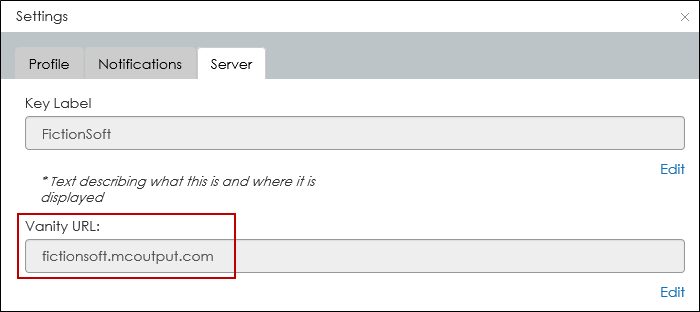 Settings
Profile Notifications Server
Key Label
FictionSoft
Edit
* Text describing what this is and where it is
displayed
Vanity URL:
fictionsoft.mcoutput.com
Edit